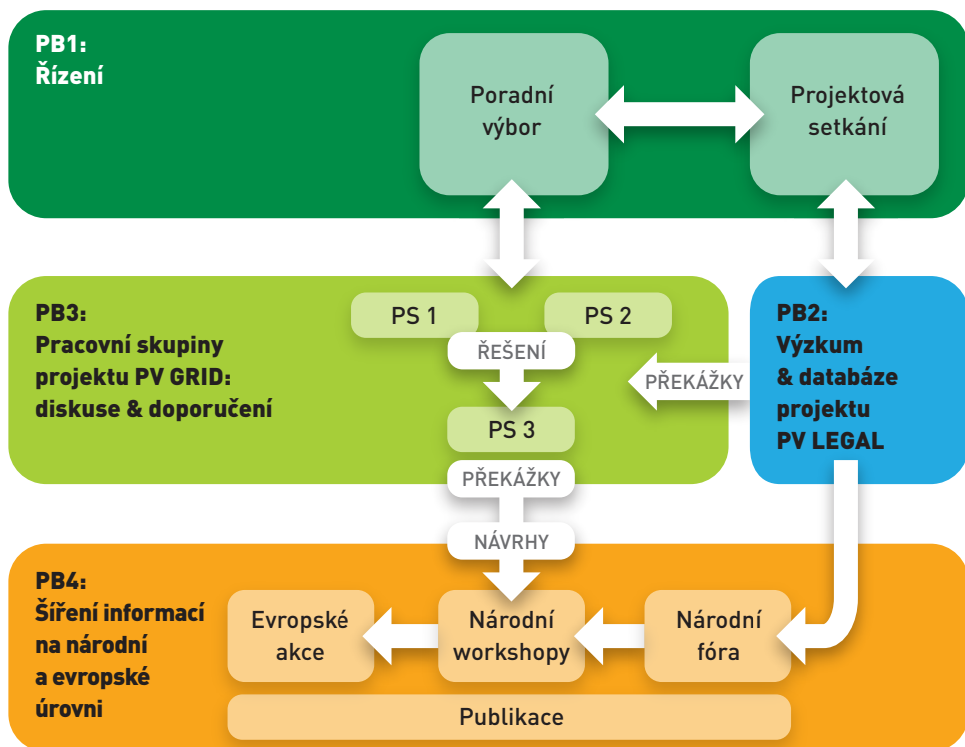 PB1:
Řízení
Poradní
výbor
Projektová
setkání
PB3:
Pracovní skupiny
projektu PV GRID:
diskuse & doporučení
PS 1
PS 2
ŘEŠENÍ
PS 3
PŘEKÁŽKY
PŘEKÁŽKY
PB2:
Výzkum
& databáze
projektu
PV LEGAL
NÁVRHY
PB4:
Šíření informací
na národní
a evropské
úrovni
Evropské
akce
Národní
workshopy
Národní
fóra
Publikace